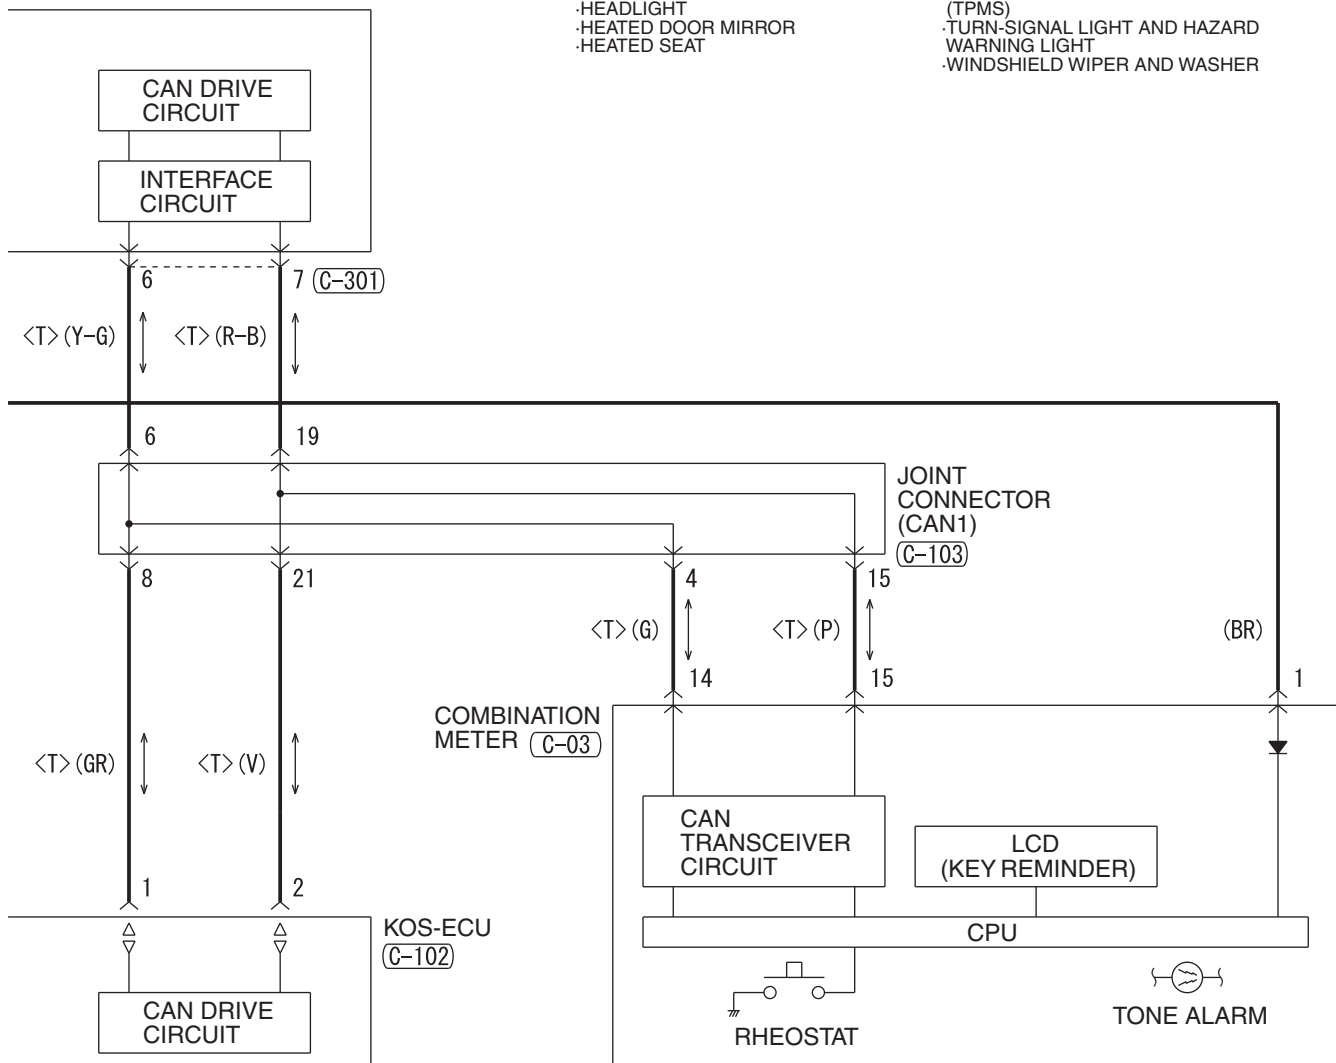 ·HEADLIGHT
·HEATED DOOR MIRROR
·HEATED SEAT
(TPMS)
·TURN-SIGNAL LIGHT AND HAZARD
WARNING LIGHT
·WINDSHIELD WIPER AND WASHER
CAN DRIVE
CIRCUIT
INTERFACE
CIRCUIT
6
7
C-301
<T>(Y-G)
<T>(R-B)
6
19
JOINT
CONNECTOR
(CAN1)
C-103
8
21
4
15
<T>(G)
<T>(P)
(BR)
14
15
1
COMBINATION
METER C-03
<T>(GR)
<T>(V)
CAN
TRANSCEIVER
CIRCUIT
LCD
(KEY REMINDER)
1
2
KOS-ECU
C-102
CPU
CAN DRIVE
CIRCUIT
RHEOSTAT
TONE ALARM